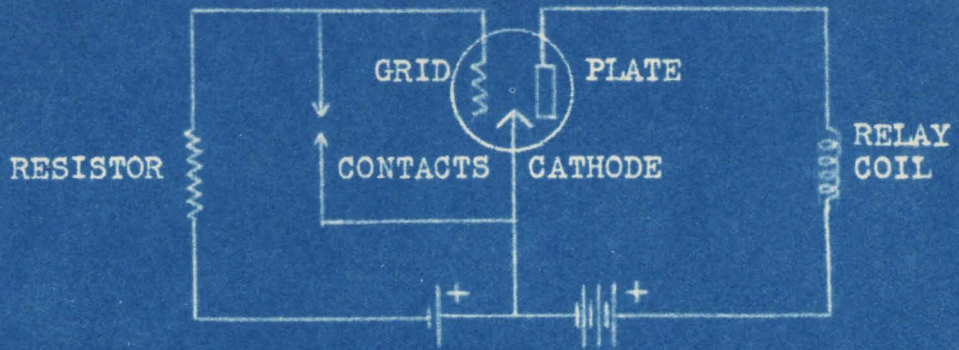 GRID PLATE
RESISTOR CONTACTS CATHODE RELAY COIL
+ +